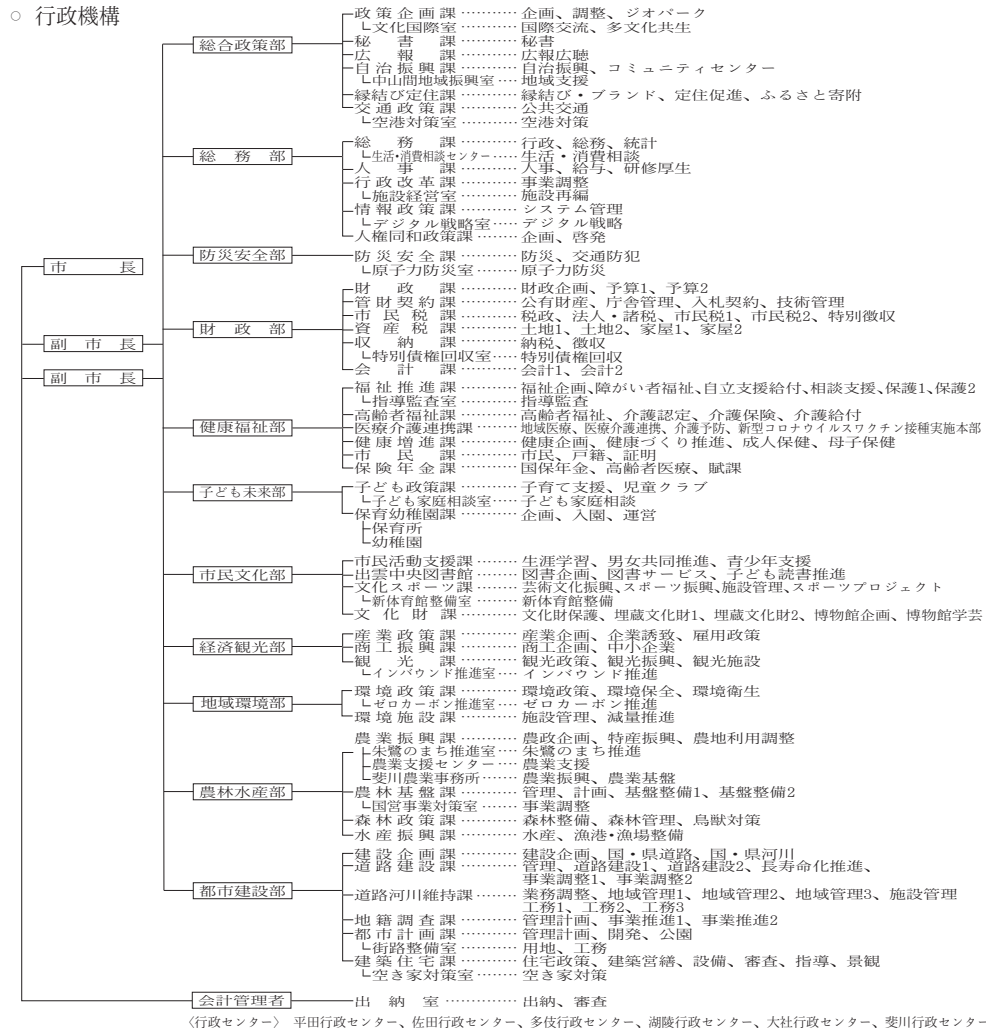 ○ 行政機構
市長
副市長
副市長
総合政策部
政策企画課 ………… 企画、調整、ジオパーク
文化国際室 ………… 国際交流、多文化共生
秘書課 ………… 秘書
広報課 ………… 広報広聴
自治振興課 ………… 自治振興、コミュニティセンター
中山間地域振興室 …… 地域支援
縁結び定住課 ………… 縁結び・ブランド、定住促進、ふるさと寄附
交通政策課 ………… 公共交通
空港対策室 ………… 空港対策
総務部
総務課 ………… 行政、総務、統計
生活・消費相談センター …… 生活・消費相談
人事課 ………… 人事、給与、研修厚生
行政改革課 ………… 事業調整
施設経営室 ………… 施設再編
情報政策課 ………… システム管理
デジタル戦略室 …… デジタル戦略
人権同和政策課 ……… 企画、啓発
防災安全部
防災安全課 ………… 防災、交通防犯
原子力防災室 ……… 原子力防災
財政部
財政課 ………… 財政企画、予算1、予算2
管財契約課 ………… 公有財産、庁舎管理、入札契約、技術管理
市民税課 ………… 税政、法人・諸税、市民税1、市民税2、特別徴収
資産税課 ………… 土地1、土地2、家屋1、家屋2
収納課 ………… 納税、徴収
特別債権回収室 …… 特別債権回収
会計課 ………… 会計1、会計2
健康福祉部
福祉推進課 ………… 福祉企画、障がい者福祉、自立支援給付、相談支援、保護1、保護2
指導監査室 ………… 指導監査
高齢者福祉課 ………… 高齢者福祉、介護認定、介護保険、介護給付
医療介護連携課 ……… 地域医療、医療介護連携、介護予防、新型コロナウイルスワクチン接種実施本部
健康増進課 ………… 健康企画、健康づくり推進、成人保健、母子保健
市民課 ………… 市民、戸籍、証明
保険年金課 ………… 国保年金、高齢者医療、賦課
子ども未来部
子ども政策課 ………… 子育て支援、児童クラブ
子ども家庭相談室 …… 子ども家庭相談
保育幼稚園課 ………… 企画、入園、運営
保育所
幼稚園
市民文化部
市民活動支援課 ……… 生涯学習、男女共同推進、青少年支援
出雲中央図書館 ……… 図書企画、図書サービス、子ども読書推進
文化スポーツ課 ……… 芸術文化振興、スポーツ振興、施設管理、スポーツプロジェクト
新体育館整備室 …… 新体育館整備
文化財課 ………… 文化財保護、埋蔵文化財1、埋蔵文化財2、博物館企画、博物館学芸
経済観光部
産業政策課 ………… 産業企画、企業誘致、雇用政策
商工振興課 ………… 商工企画、中小企業
観光課 ………… 観光政策、観光振興、観光施設
インバウンド推進室 …… インバウンド推進
地域環境部
環境政策課 ………… 環境政策、環境保全、環境衛生
ゼロカーボン推進室 …… ゼロカーボン推進
環境施設課 ………… 施設管理、減量推進
農林水産部
農業振興課 ………… 農政企画、特産振興、農地利用調整
朱鷺のまち推進室 …… 朱鷺のまち推進
農業支援センター …… 農業支援
斐川農業事務所 …… 農業振興、農業基盤
農林基盤課 ………… 管理、計画、基盤整備1、基盤整備2
国営事業対策室 …… 事業調整
森林政策課 ………… 森林整備、森林管理、鳥獣対策
水産振興課 ………… 水産、漁港・漁場整備
都市建設部
建設企画課 ………… 建設企画、国・県道路、国・県河川
道路建設課 ………… 管理、道路建設1、道路建設2、長寿命化推進、
事業調整1、事業調整2
道路河川維持課 ……… 業務調整、地域管理1、地域管理2、地域管理3、施設管理
工務1、工務2、工務3
地籍調査課 ………… 管理計画、事業推進1、事業推進2
都市計画課 ………… 管理計画、開発、公園
街路整備室 ………… 用地、工務
建築住宅課 ………… 住宅政策、建築営繕、設備、審査、指導、景観
空き家対策室 ……… 空き家対策
会計管理者
出納室 ………… 出納、審査
〈行政センター〉 平田行政センター、佐田行政センター、多伎行政センター、湖陵行政センター、大社行政センター、斐川行政センター